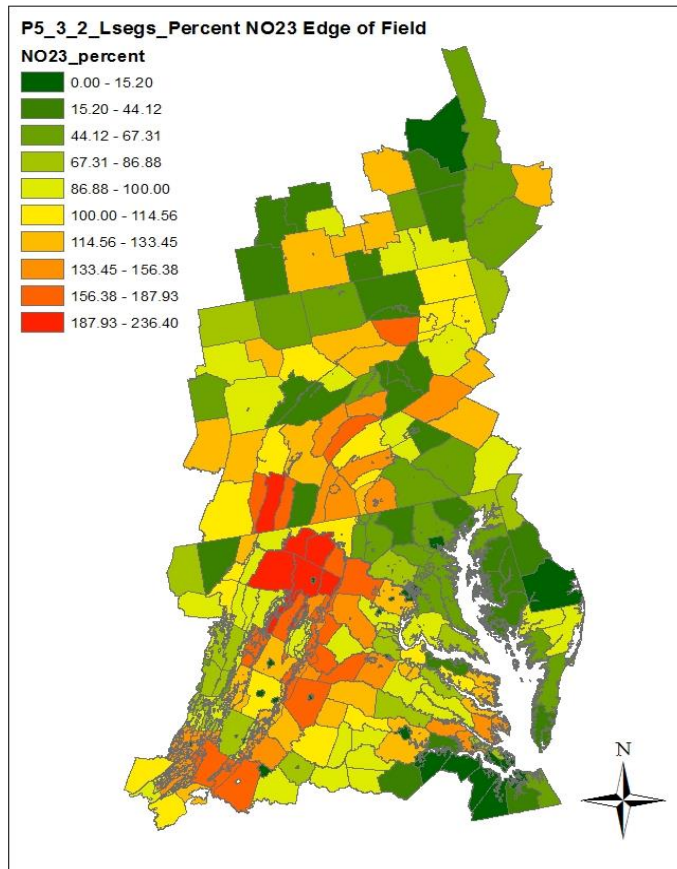 P5_3_2_Lsegs_Percent NO23 Edge of Field
NO23_percent
0.00 - 15.20
15.20 - 44.12
44.12 - 67.31
67.31 - 86.88
86.88 - 100.00
100.00 - 114.56
114.56 - 133.45
133.45 - 156.38
156.38 - 187.93
187.93 - 236.40
N